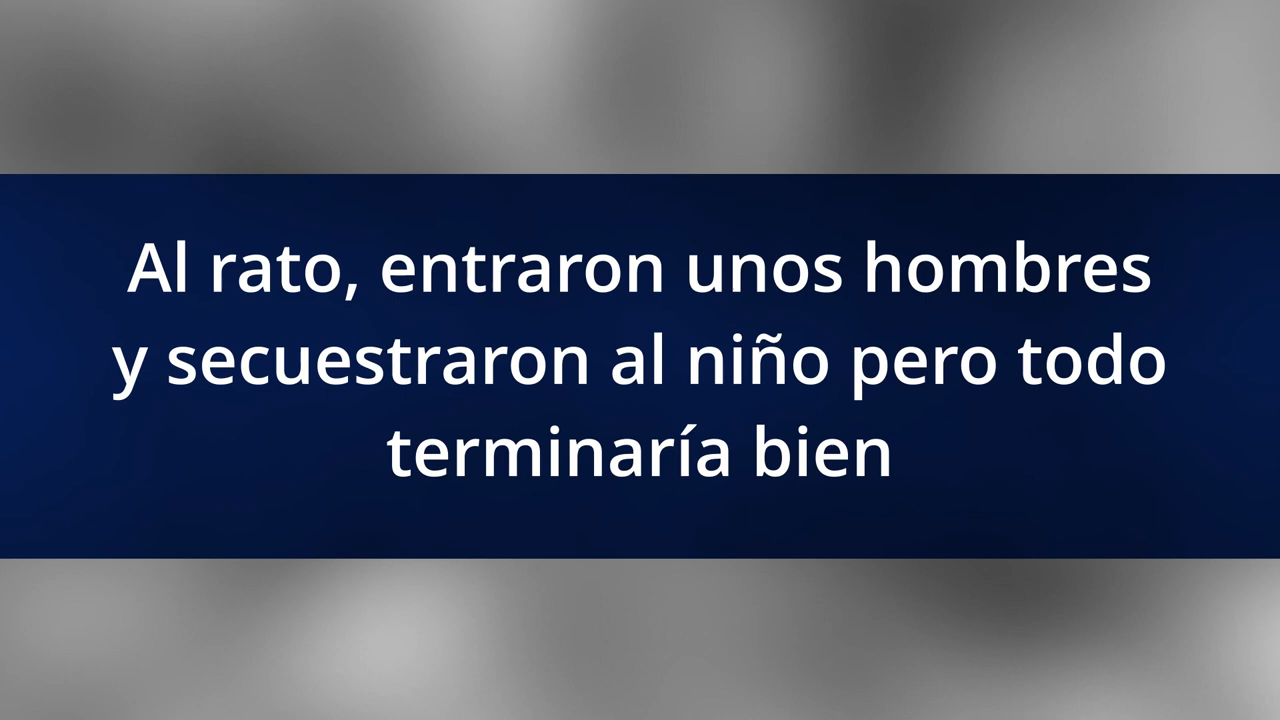 Al rato, entraron unos hombres
y secuestraron al niño pero todo
terminaría bien